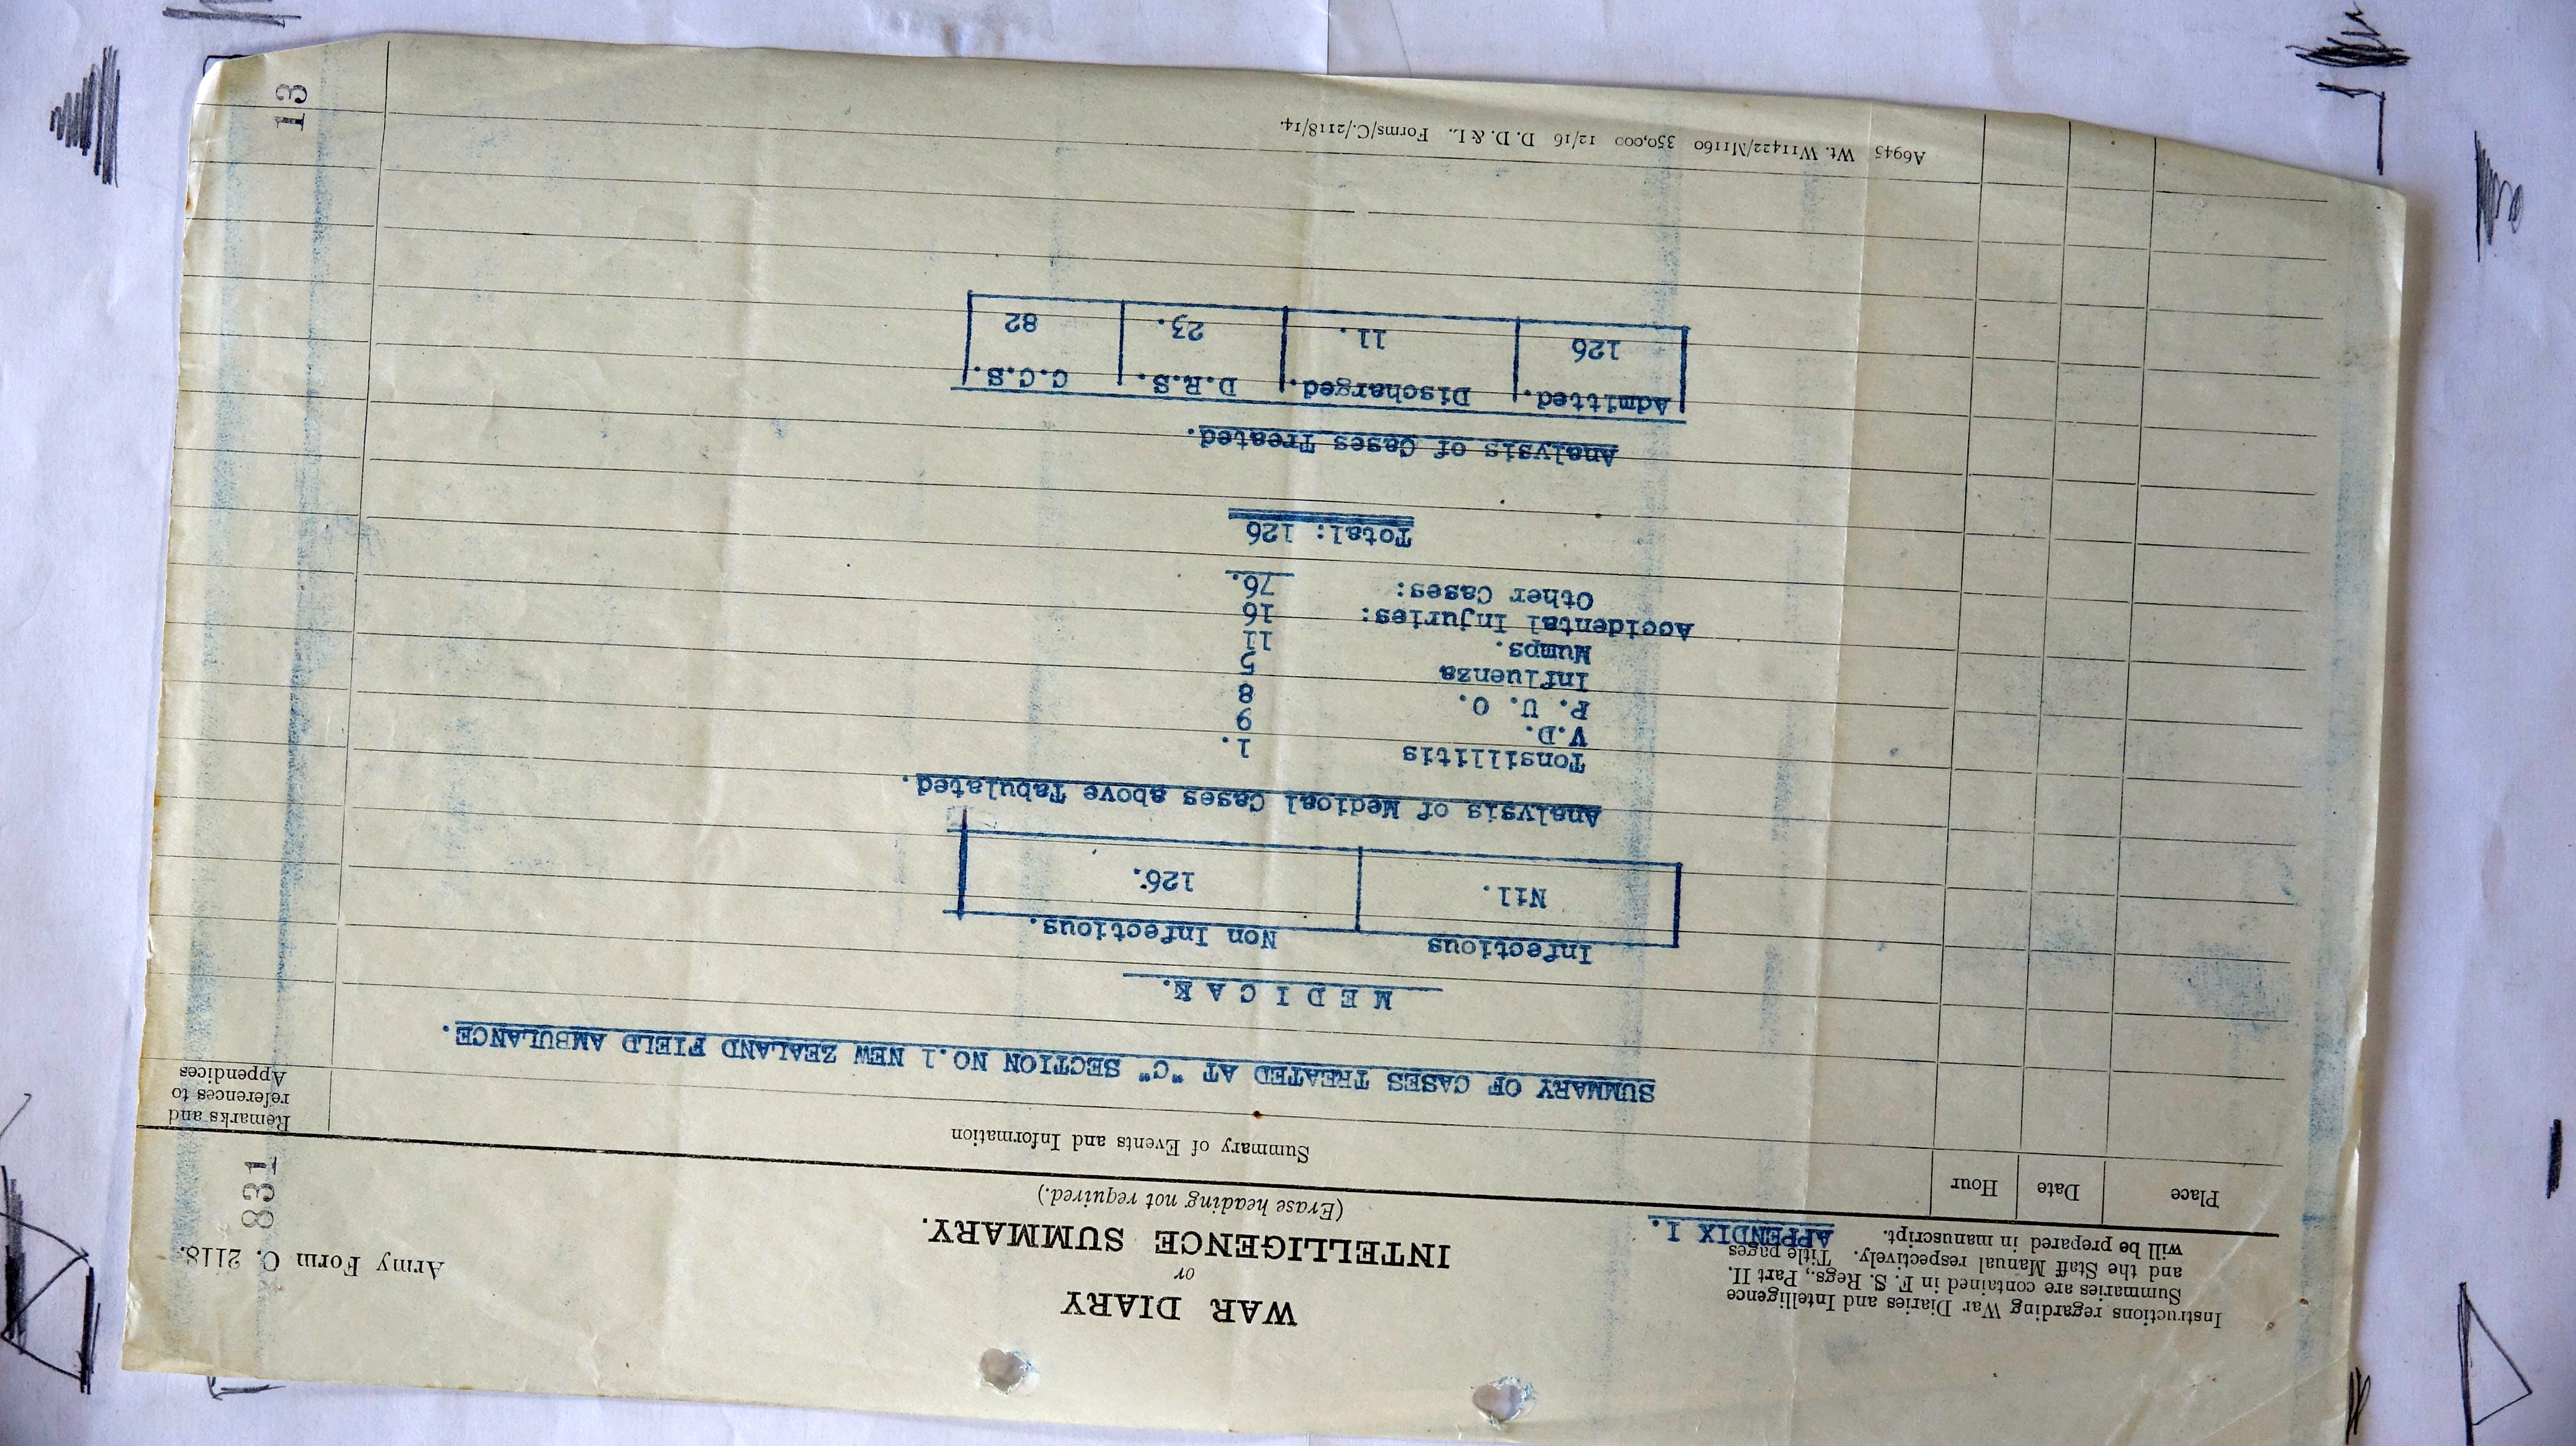 Army Form C. 2118.
831
WAR DIARY
or
INTELLIGENCE SUMMARY.
(Erase heading not required.)
Instructions regarding War Diaries and Intelligence
Summaries are contained in F. S. Regs., Part II.
and the Staff Manual respectively. Title pages
will be prepared in manuscript.
APPENDIX 1.
Place Date Hour Summary of Events and Information Remarks and
references to
Appendices
SUMMARY OF CASES TREATED AT "C" SECTION NO.1 NEW ZEALAND FIELD AMBULANCE.
M E D I C A
Infectious Non Infectious.
Nil. 126.
Analysis of Medical Cases above Tabulated.
Tonsillitis 1.
V.D. 9
P. U. O. 8
Influenza 5
Mumps. 11
Accidental Injuries: 16
Other Cases: 76.
Total: 126
Analysis of Cases Treated.
Admitted. Discharged. D.R.S. C.C.S.
126 11. 23. 82
A6945 Wt. W11422/M1160 350,000 12/16 D. D. & L. Forms/C./2118/14.
13